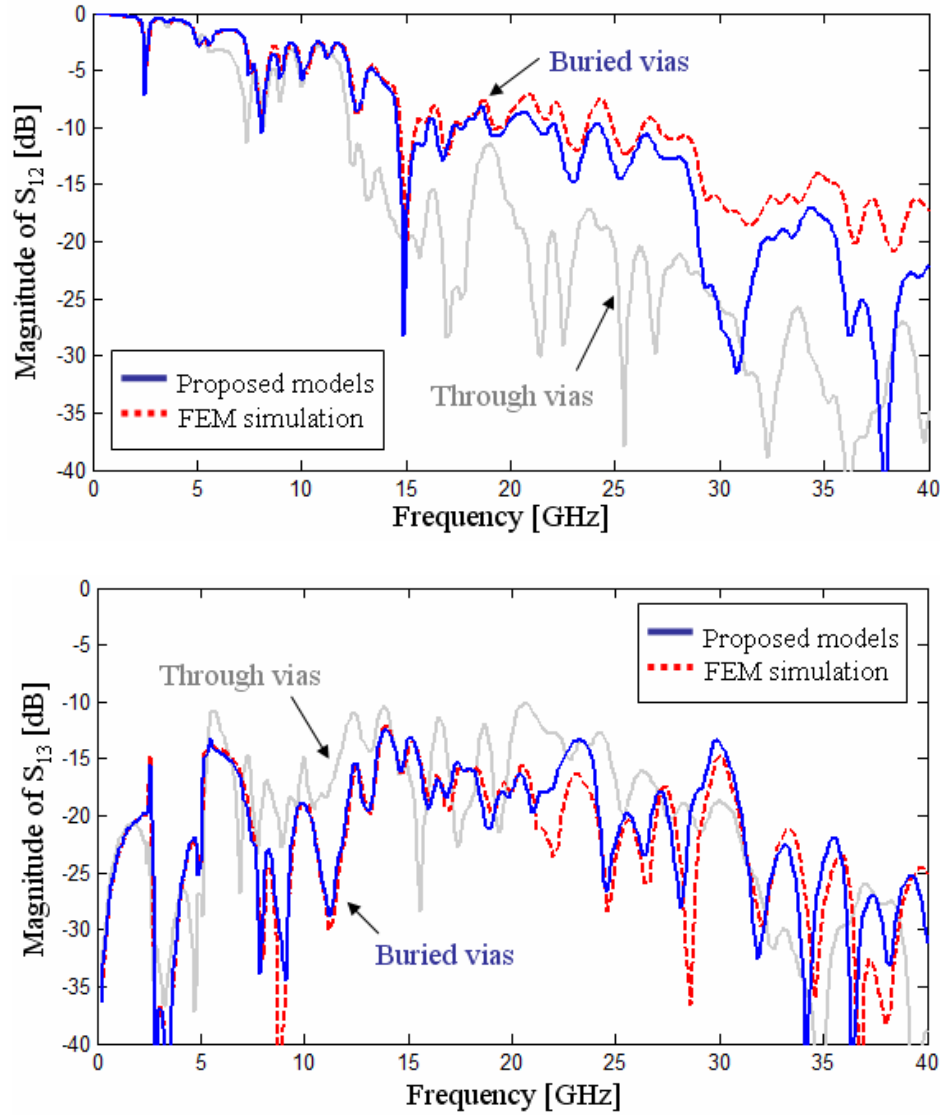 0
-5
-10
-15
-20
-25
-30
-35
-40
Magnitude of S12 [dB]
Buried vias
Through vias
Proposed models
FEM simulation
0 5 10 15 20 25 30 35 40
Frequency [GHz]
0
-5
-10
-15
-20
-25
-30
-35
-40
Magnitude of S13 [dB]
Proposed models
FEM simulation
Through vias
Buried vias
0 5 10 15 20 25 30 35 40
Frequency [GHz]